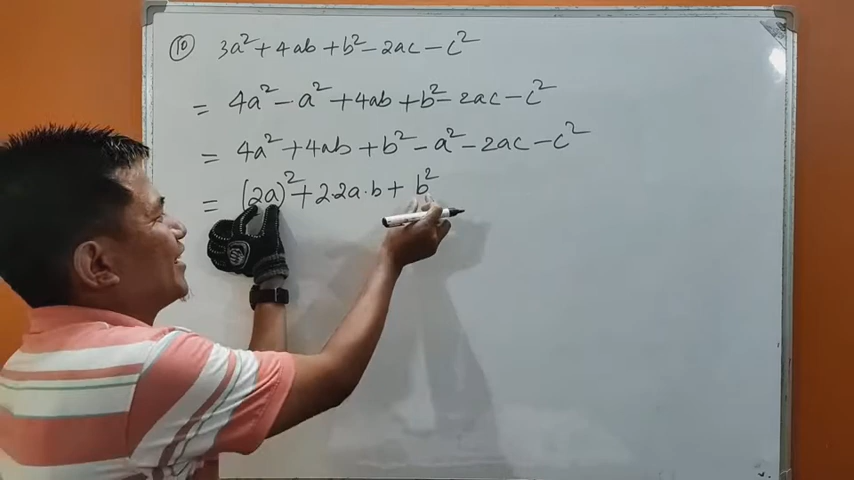 (10) 3a² + 4ab + b² - 2ac - c²
= 4a² - a² + 4ab + b² - 2ac - c²
= 4a² + 4ab + b² - a² - 2ac - c²
= (2a)² + 2·2a·b + b²